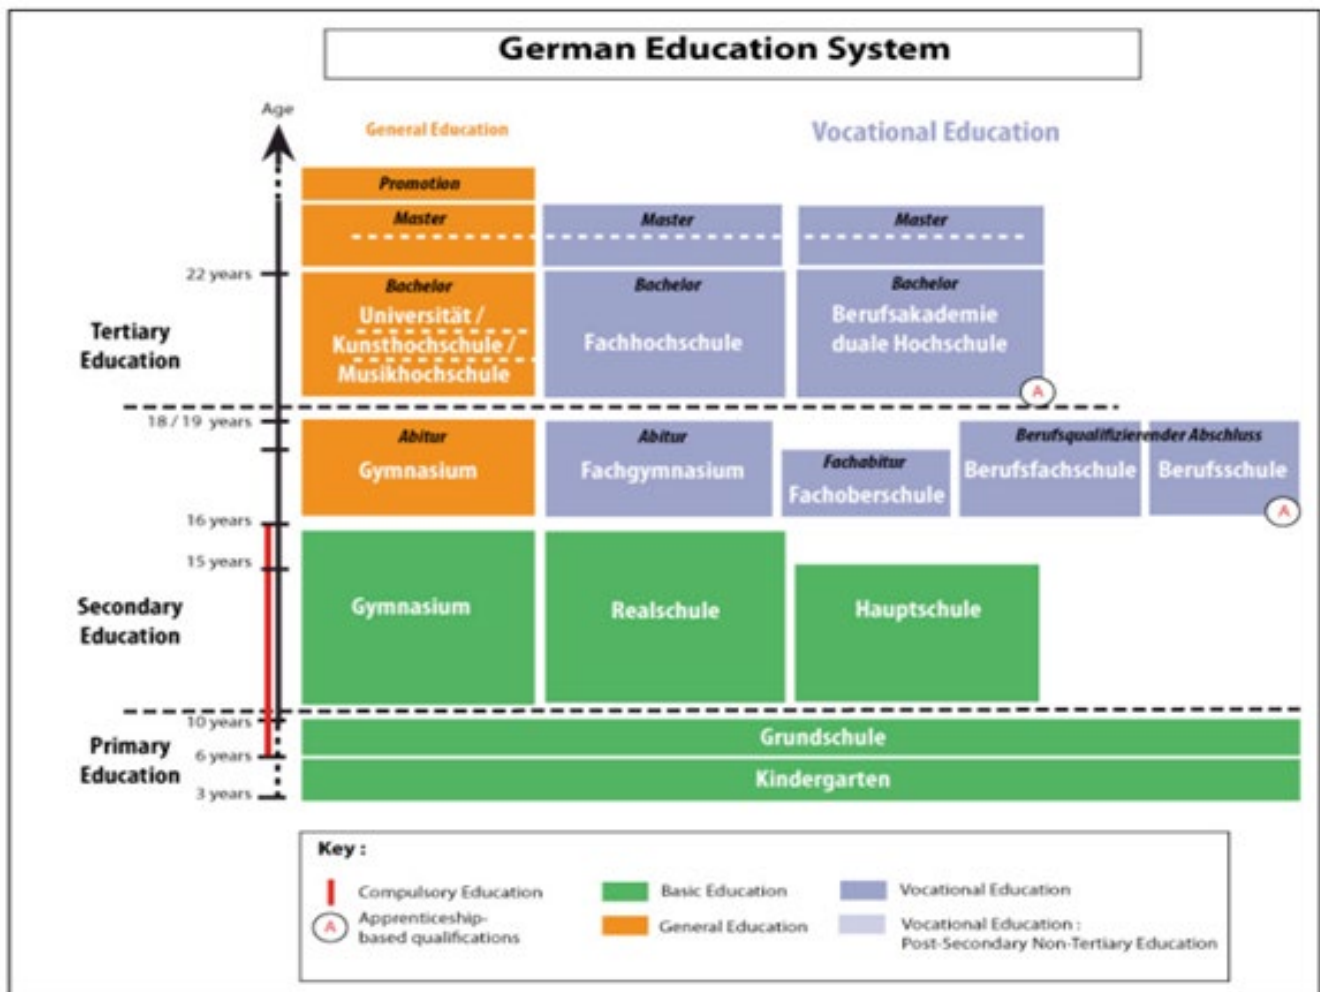 German Education System
Age
General Education
Vocational Education
Promotion
Master
Master
Master
22 years
Bachelor
Bachelor
Bachelor
Universität /
Kunsthochschule /
Musikhochschule
Fachhochschule
Berufsakademie
duale Hochschule
Tertiary
Education
A
18 / 19 years
Abitur
Gymnasium
Abitur
Fachgymnasium
Fachabitur
Fachoberschule
Berufsqualifizierender Abschluss
Berufsfachschule
Berufsschule
A
16 years
15 years
Secondary
Education
Gymnasium
Realschule
Hauptschule
10 years
Primary
Education
6 years
3 years
Grundschule
Kindergarten
Key :
Compulsory Education
A
Apprenticeship-
based qualifications
Basic Education
General Education
Vocational Education
Vocational Education :
Post-Secondary Non-Tertiary Education